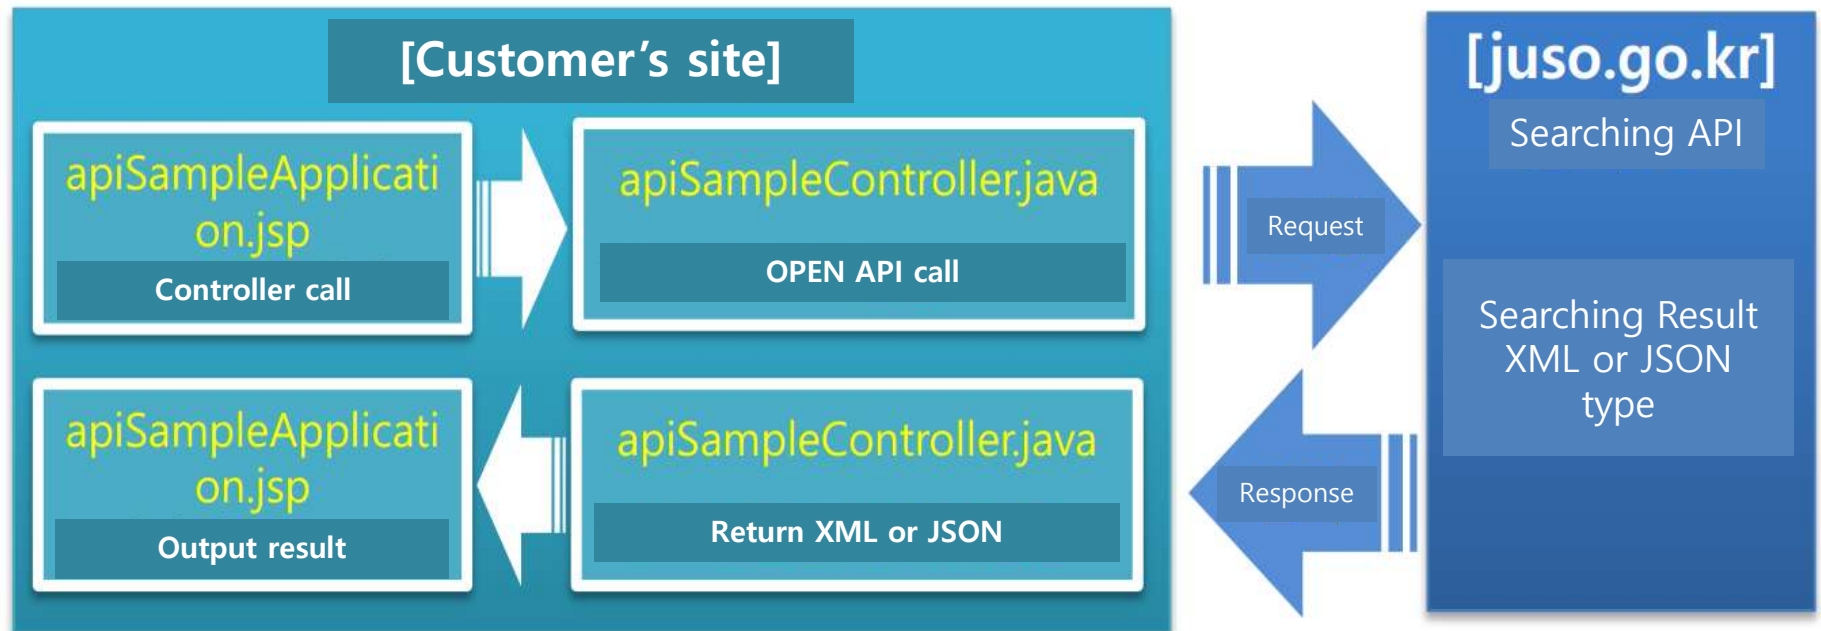 [Customer's site]
apiSampleApplicati
on.jsp
Controller call
apiSampleController.java
OPEN API call
Request
[juso.go.kr]
Searching API
Searching Result
XML or JSON
type
apiSampleApplicati
on.jsp
Output result
apiSampleController.java
Return XML or JSON
Response